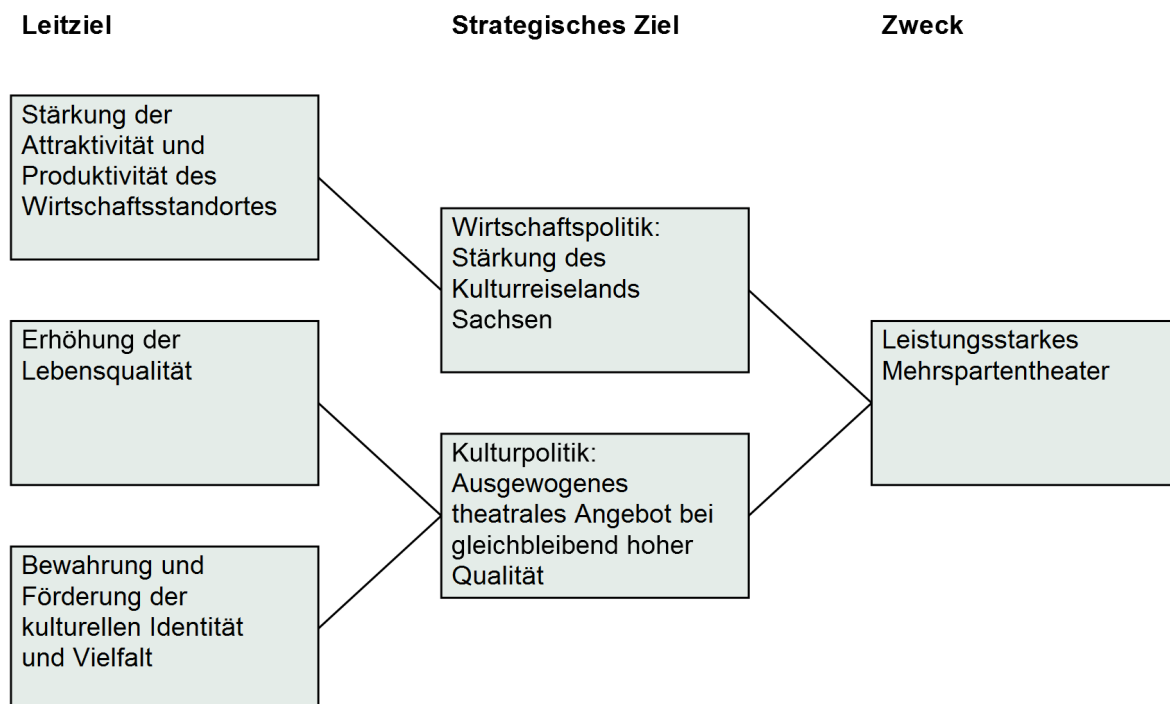 Leitziel
Strategisches Ziel
Zweck
Stärkung der
Attraktivität und
Produktivität des
Wirtschaftsstandortes
Erhöhung der
Lebensqualität
Bewahrung und
Förderung der
kulturellen Identität
und Vielfalt
Wirtschaftspolitik:
Stärkung des
Kulturreiselands
Sachsen
Kulturpolitik:
Ausgewogenes
theatrales Angebot bei
gleichbleibend hoher
Qualität
Leistungsstarkes
Mehrspartentheater